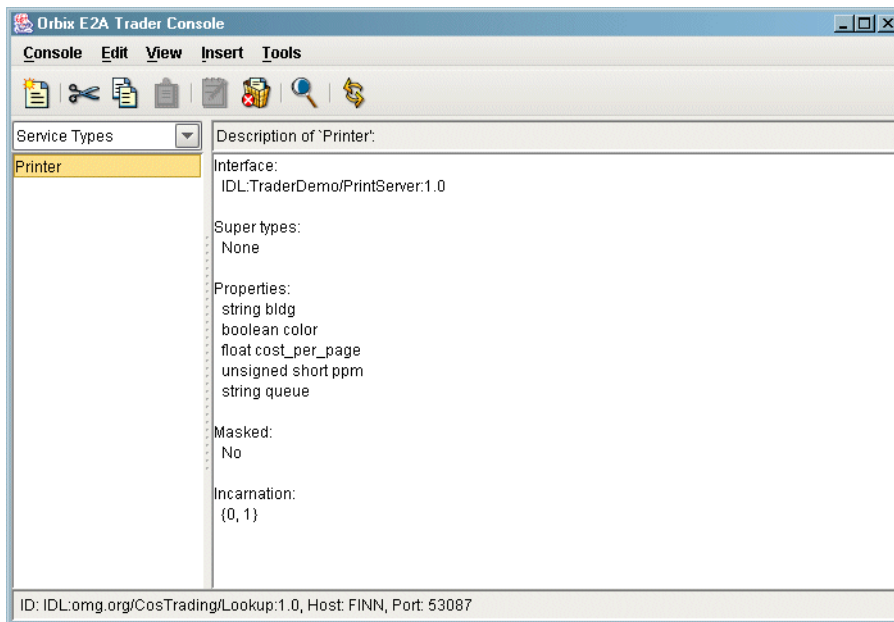 Orbix E2A Trader Console
Console Edit View Insert Tools
Service Types
Description of `Printer':
Printer
Interface:
IDL:TraderDemo/PrintServer:1.0
Super types:
None
Properties:
string bldg
boolean color
float cost_per_page
unsigned short ppm
string queue
Masked:
No
Incarnation:
{0, 1}
ID: IDL:omg.org/CosTrading/Lookup:1.0, Host: FINN, Port: 53087